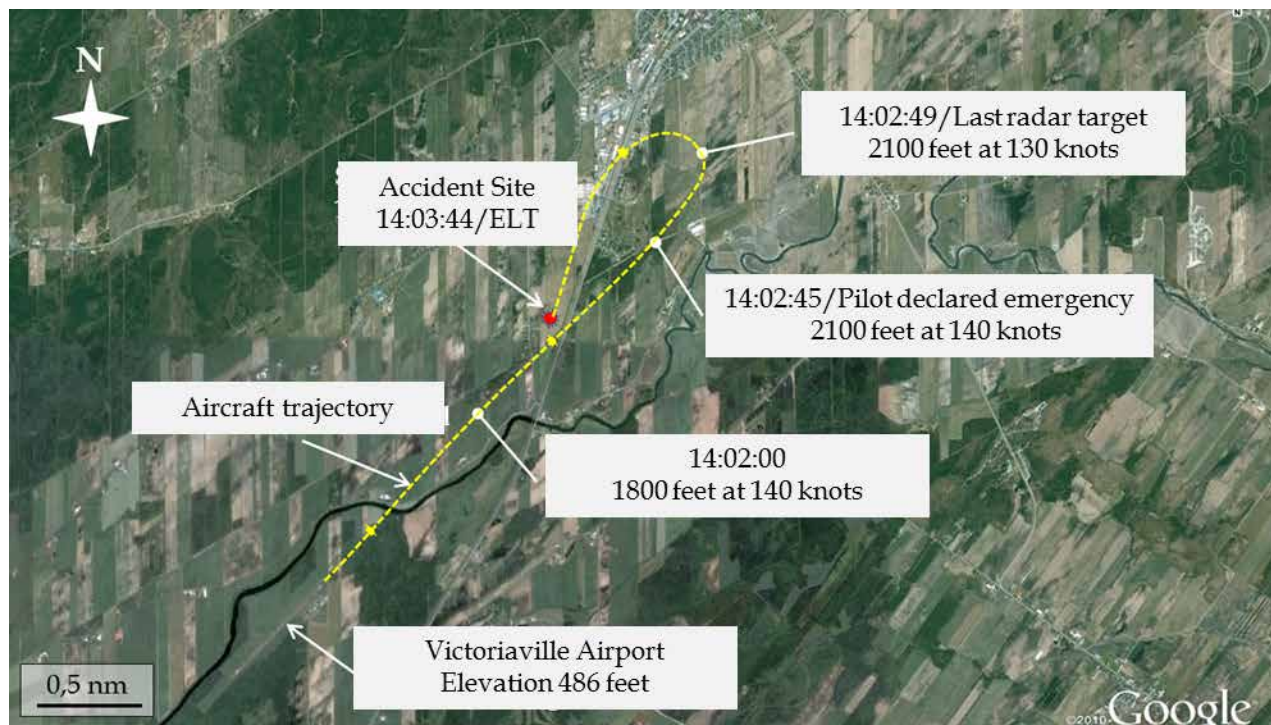 N
14:02:49/Last radar target
2100 feet at 130 knots
Accident Site
14:03:44/ELT
14:02:45/Pilot declared emergency
2100 feet at 140 knots
Aircraft trajectory
14:02:00
1800 feet at 140 knots
Victoriaville Airport
Elevation 486 feet
0,5 nm
©2010 Google